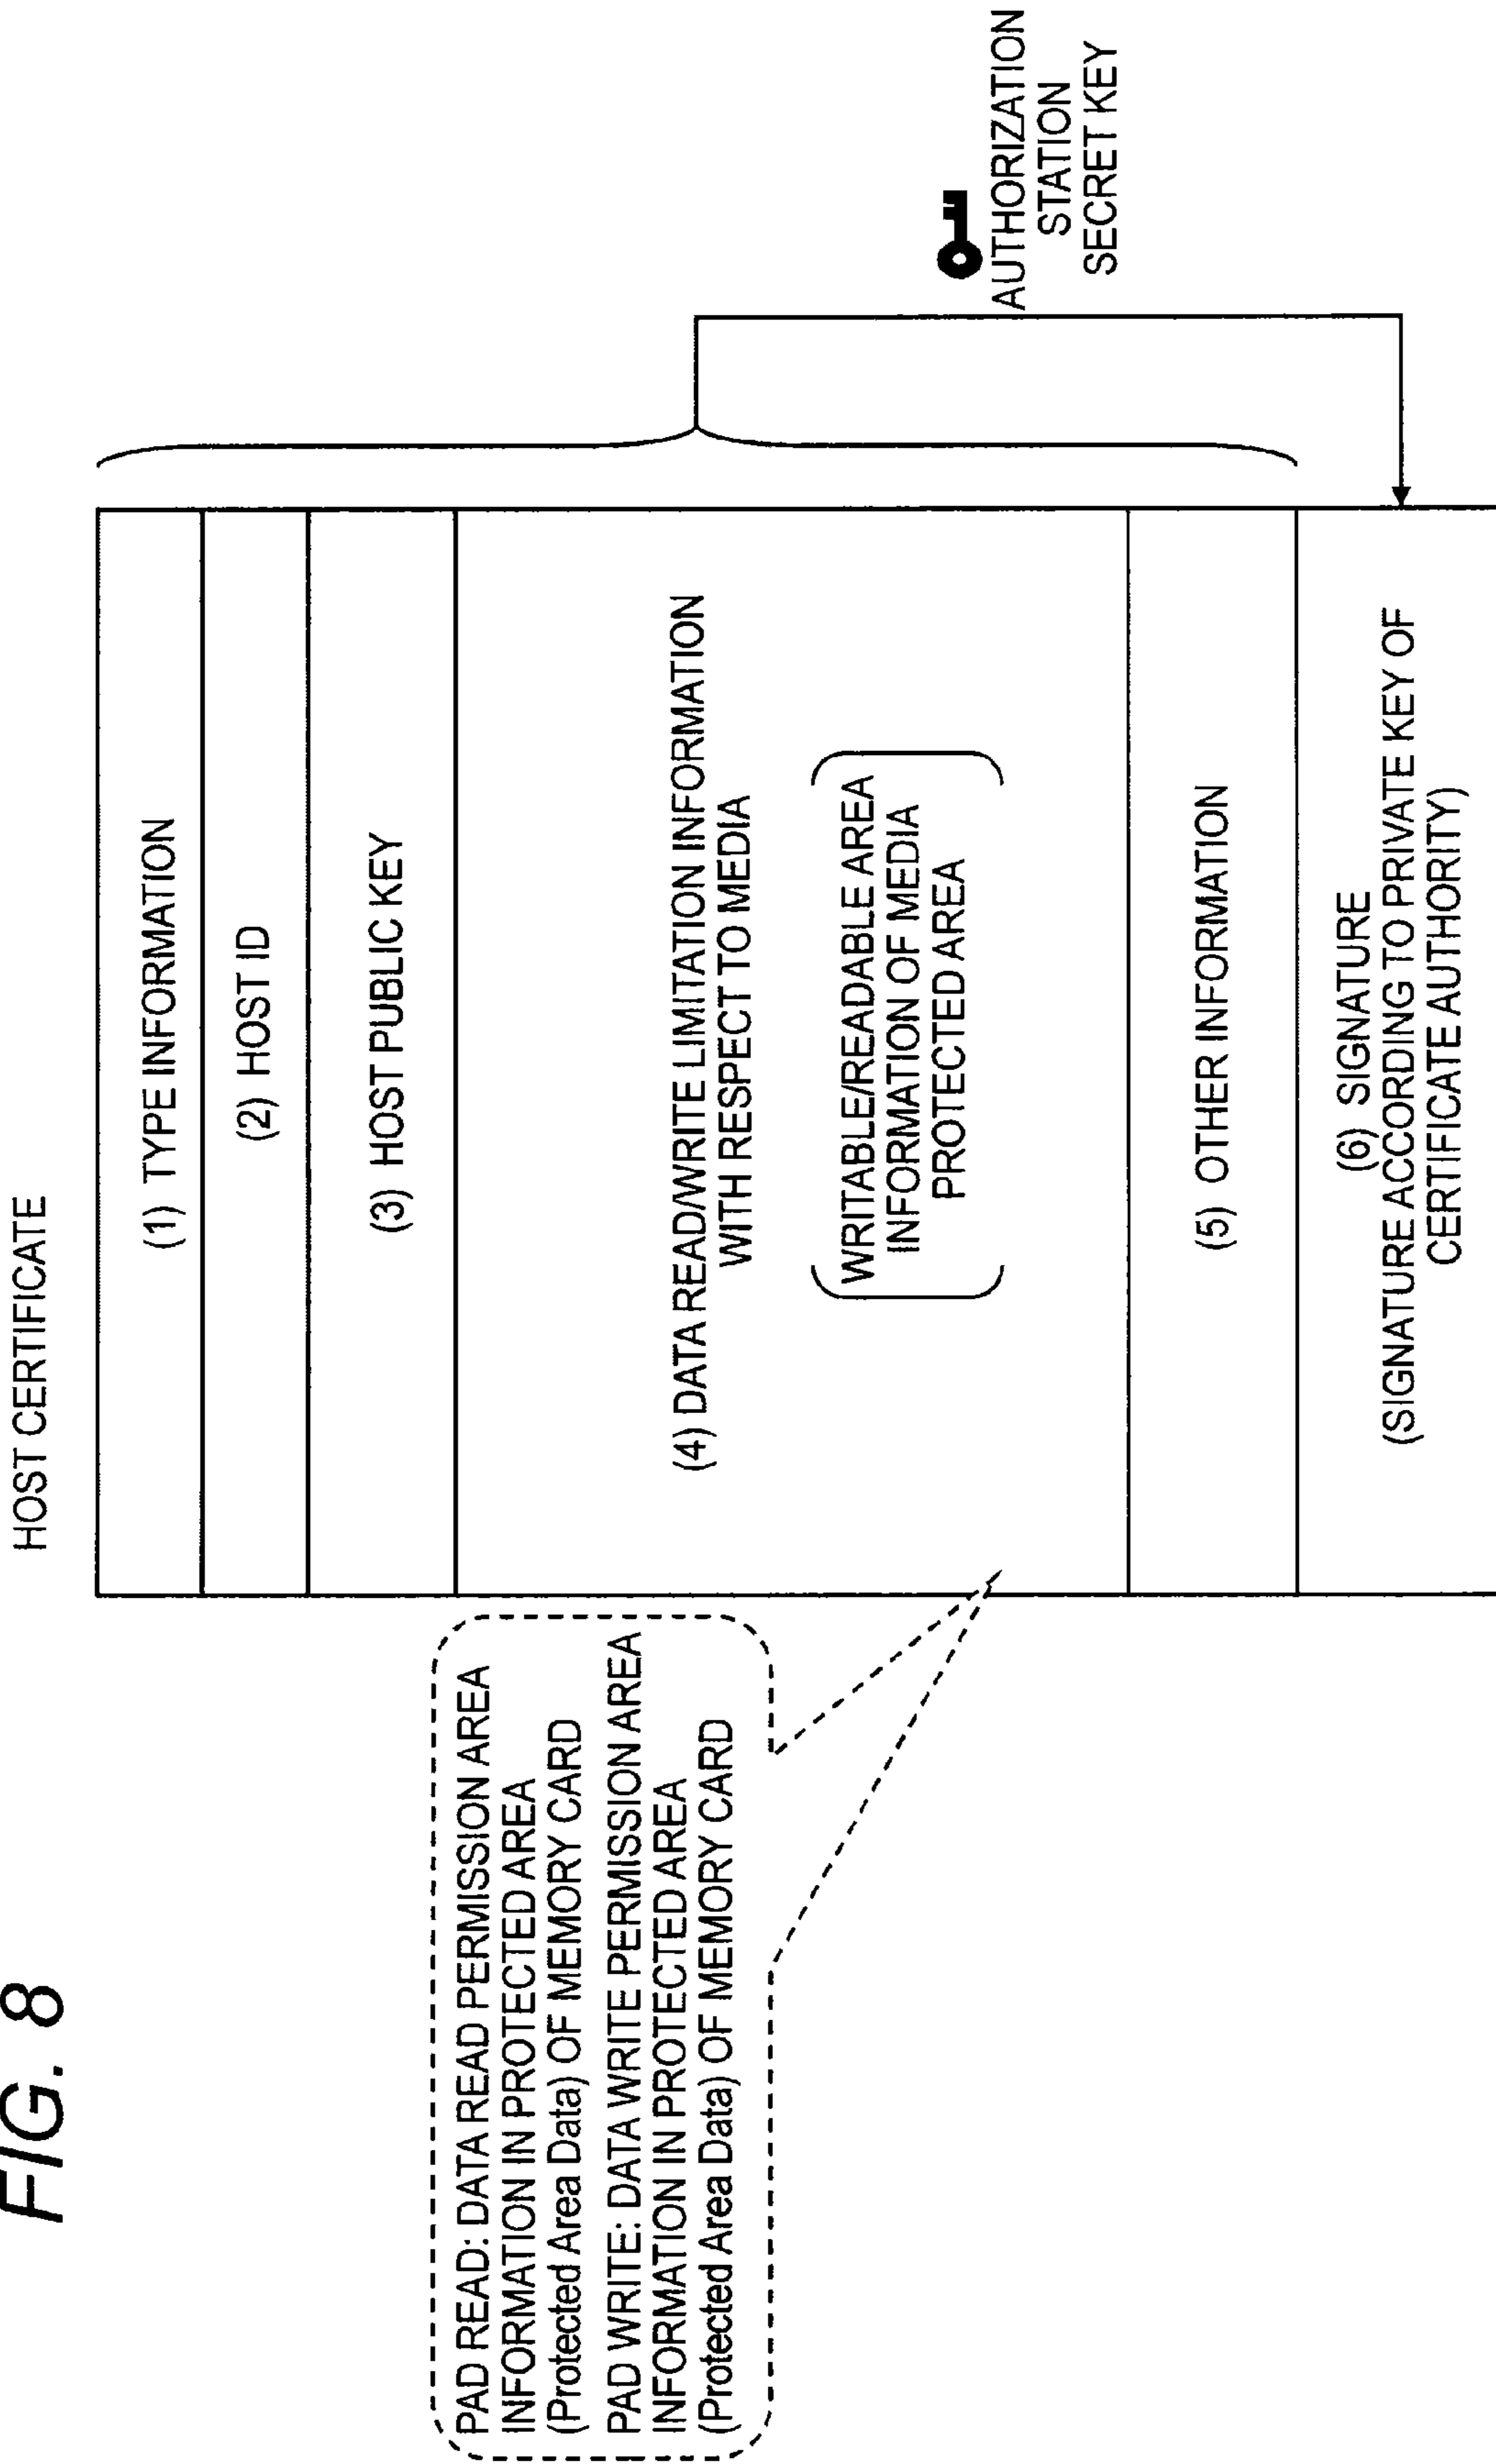 FIG. 8
HOST CERTIFICATE
(1) TYPE INFORMATION
(2) HOST ID
(3) HOST PUBLIC KEY
(4) DATA READ/WRITE LIMITATION INFORMATION
WITH RESPECT TO MEDIA
WRITABLE/READABLE AREA
INFORMATION OF MEDIA
PROTECTED AREA
(5) OTHER INFORMATION
(6) SIGNATURE
(SIGNATURE ACCORDING TO PRIVATE KEY OF
CERTIFICATE AUTHORITY)
PAD READ: DATA READ PERMISSION AREA
INFORMATION IN PROTECTED AREA
(Protected Area Data) OF MEMORY CARD
PAD WRITE: DATA WRITE PERMISSION AREA
INFORMATION IN PROTECTED AREA
(Protected Area Data) OF MEMORY CARD
AUTHORIZATION
STATION
SECRET KEY